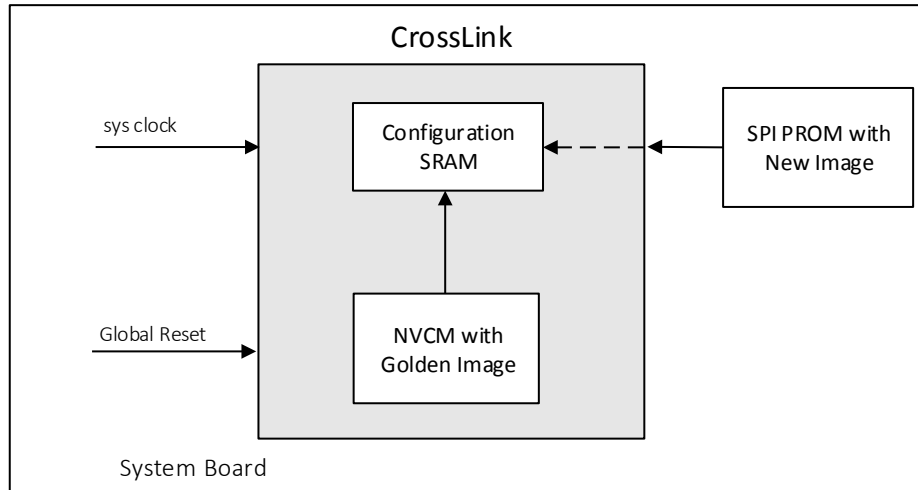 CrossLink
sys clock
Configuration
SRAM
SPI PROM with
New Image
Global Reset
NVCM with
Golden Image
System Board